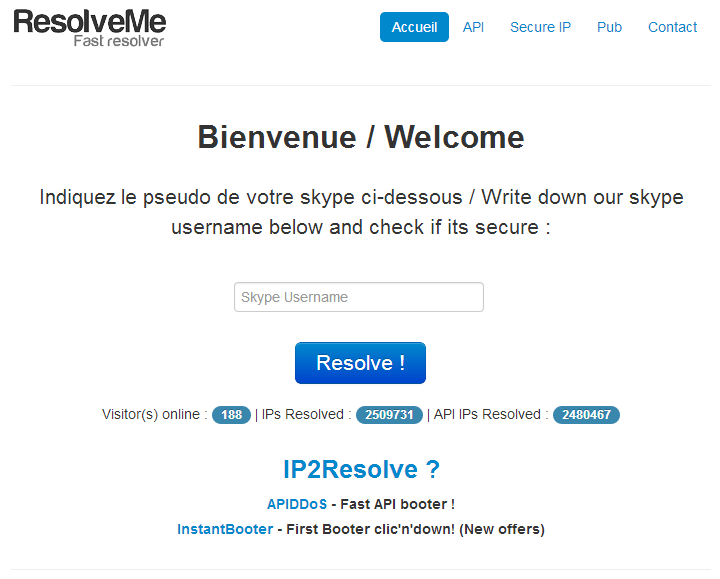 ResolveMe
Fast resolver
Accueil API Secure IP Pub Contact
Bienvenue / Welcome
Indiquez le pseudo de votre skype ci-dessous / Write down our skype
username below and check if its secure :
Skype Username
Resolve !
Visitor(s) online : 188 | IPs Resolved : 2509731 | API IPs Resolved : 2480467
IP2Resolve ?
APIDDoS - Fast API booter !
InstantBooter - First Booter clic'n'down! (New offers)